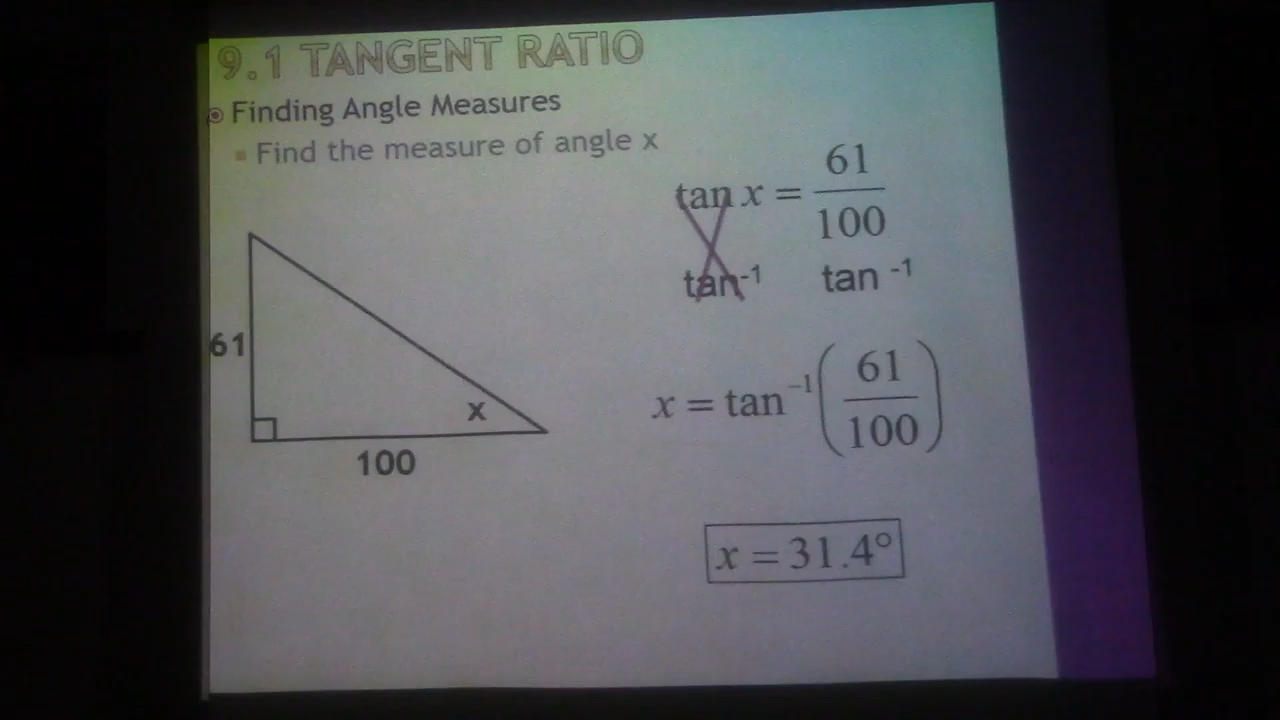 9.1 TANGENT RATIO
Finding Angle Measures
Find the measure of angle x
tan x = 61/100
tan⁻¹ tan ⁻¹
61
x
100
x = tan⁻¹(61/100)
x = 31.4°